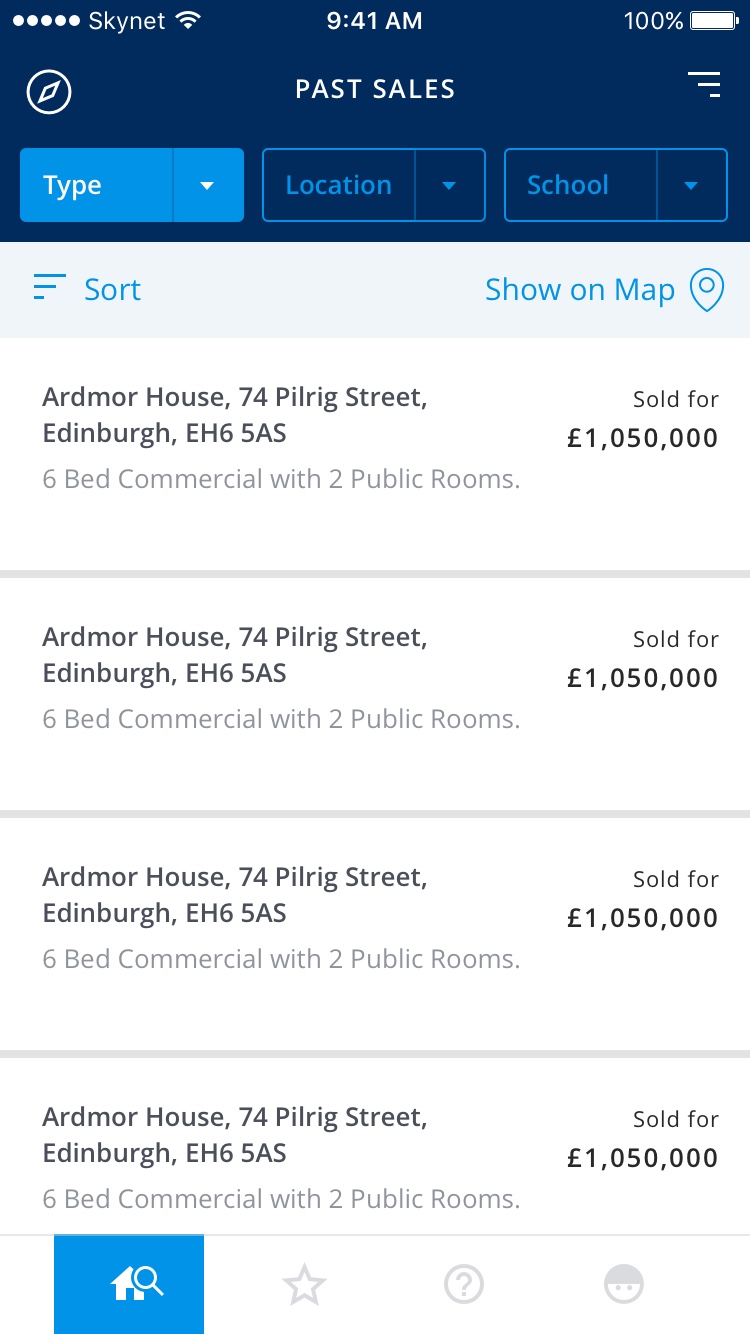 Skynet 9:41 AM 100%
PAST SALES
Type Location School
Sort Show on Map
Ardmor House, 74 Pilrig Street, Sold for
Edinburgh, EH6 5AS £1,050,000
6 Bed Commercial with 2 Public Rooms.
Ardmor House, 74 Pilrig Street, Sold for
Edinburgh, EH6 5AS £1,050,000
6 Bed Commercial with 2 Public Rooms.
Ardmor House, 74 Pilrig Street, Sold for
Edinburgh, EH6 5AS £1,050,000
6 Bed Commercial with 2 Public Rooms.
Ardmor House, 74 Pilrig Street, Sold for
Edinburgh, EH6 5AS £1,050,000
6 Bed Commercial with 2 Public Rooms.